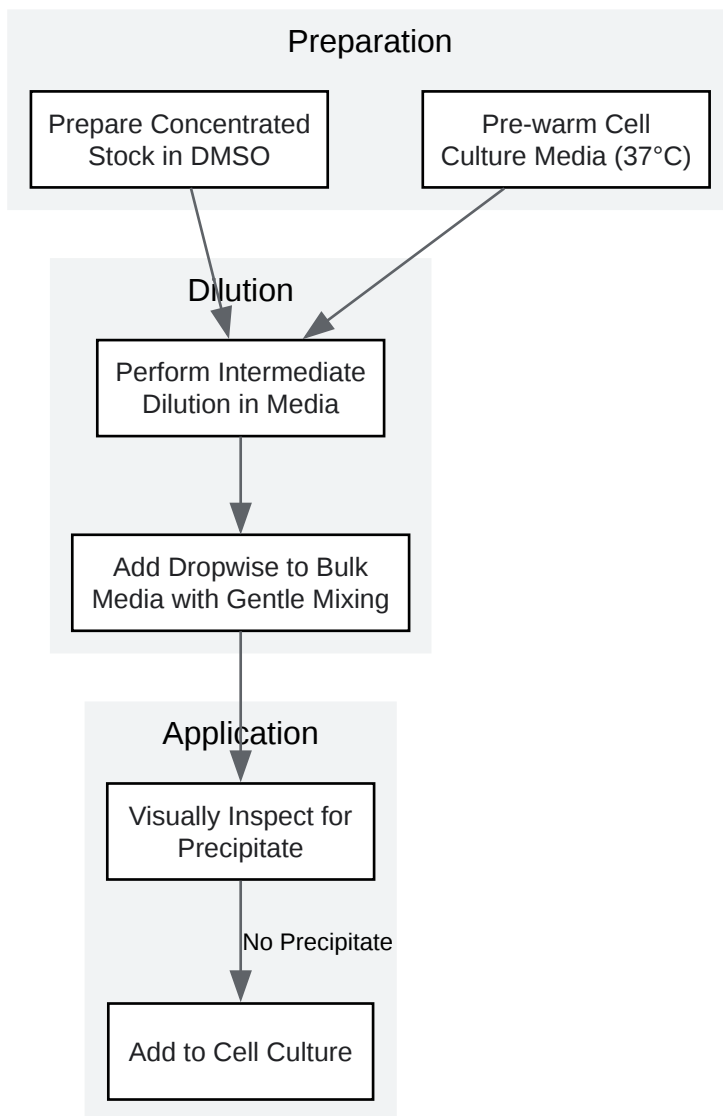 Preparation
Prepare Concentrated
Stock in DMSO
Pre-warm Cell
Culture Media (37°C)
Dilution
Perform Intermediate
Dilution in Media
Add Dropwise to Bulk
Media with Gentle Mixing
Application
Visually Inspect for
Precipitate
No Precipitate
Add to Cell Culture